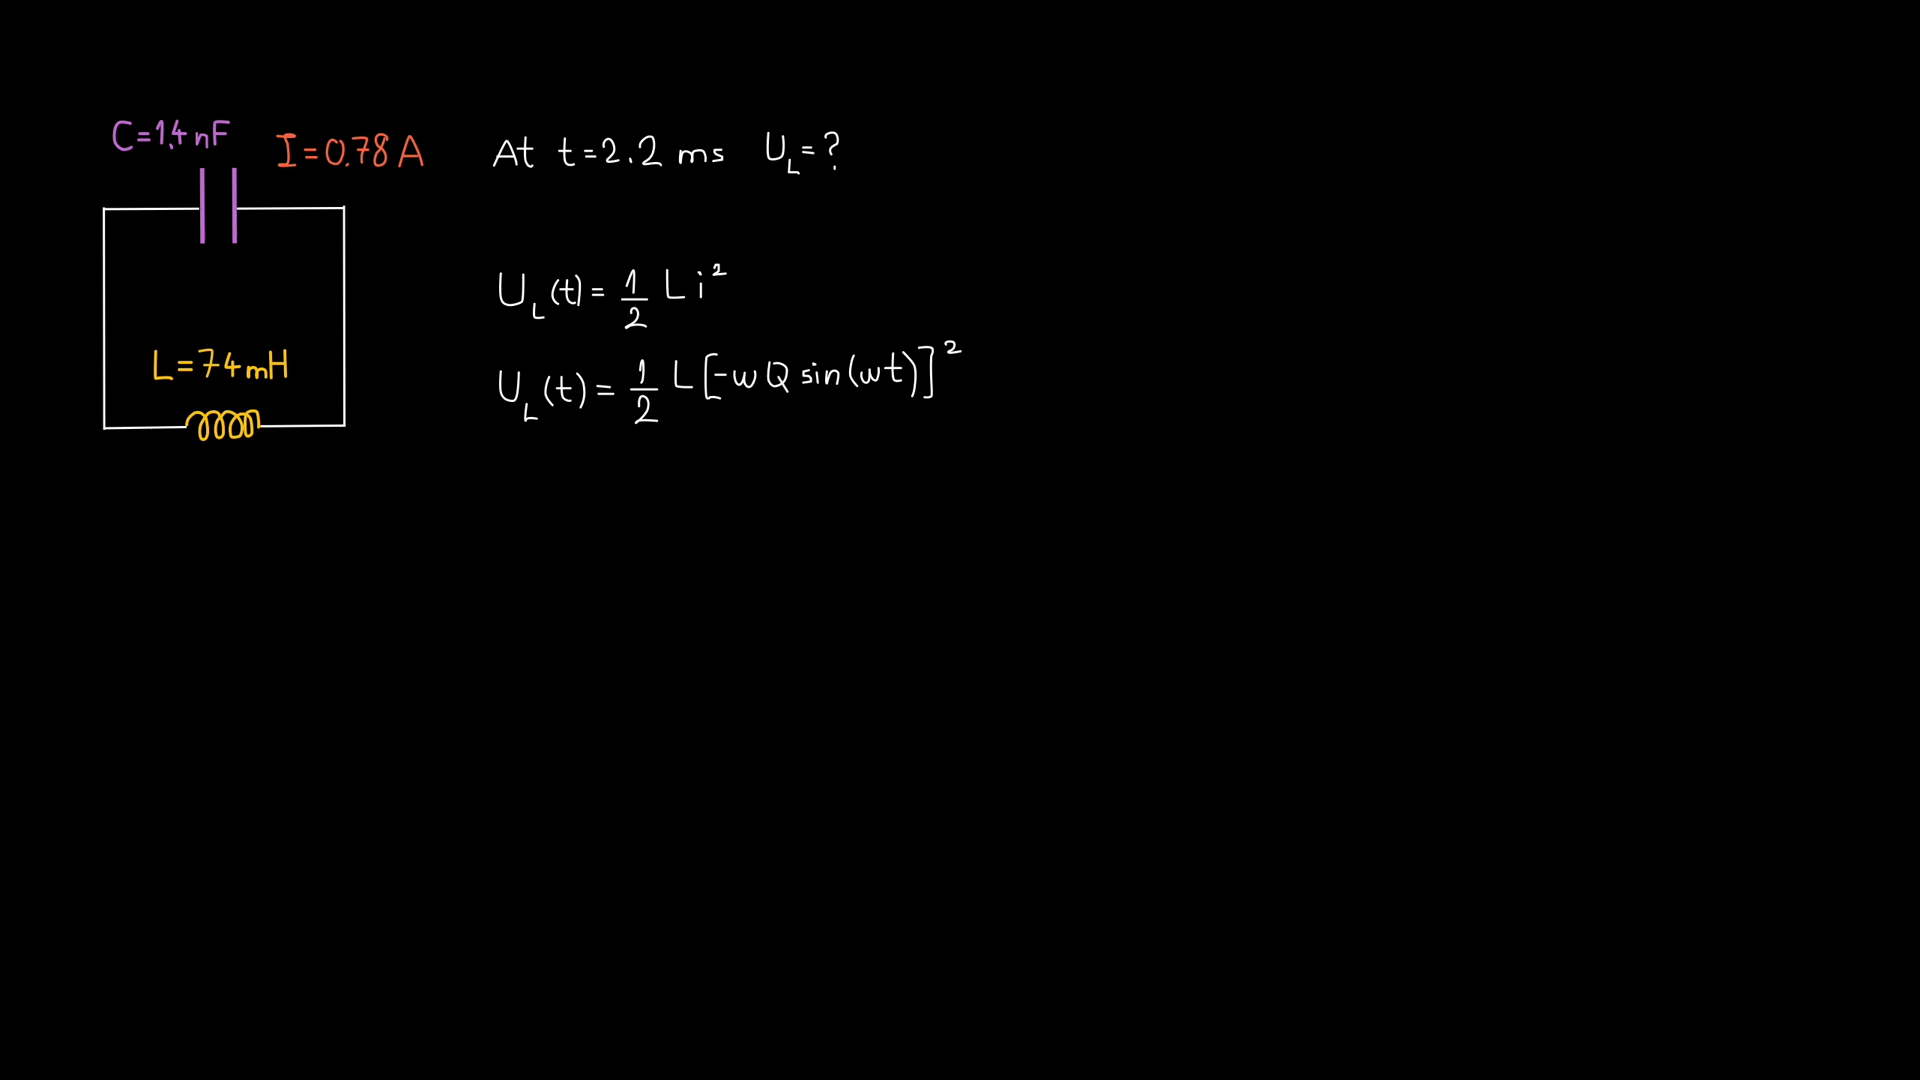 C=1.4 nF
I=0.78 A
At t=2.2 ms U_L=?
U_L(t)= 1/2 L i²
L=74mH
U_L(t)= 1/2 L[-wQ sin(wt)]²